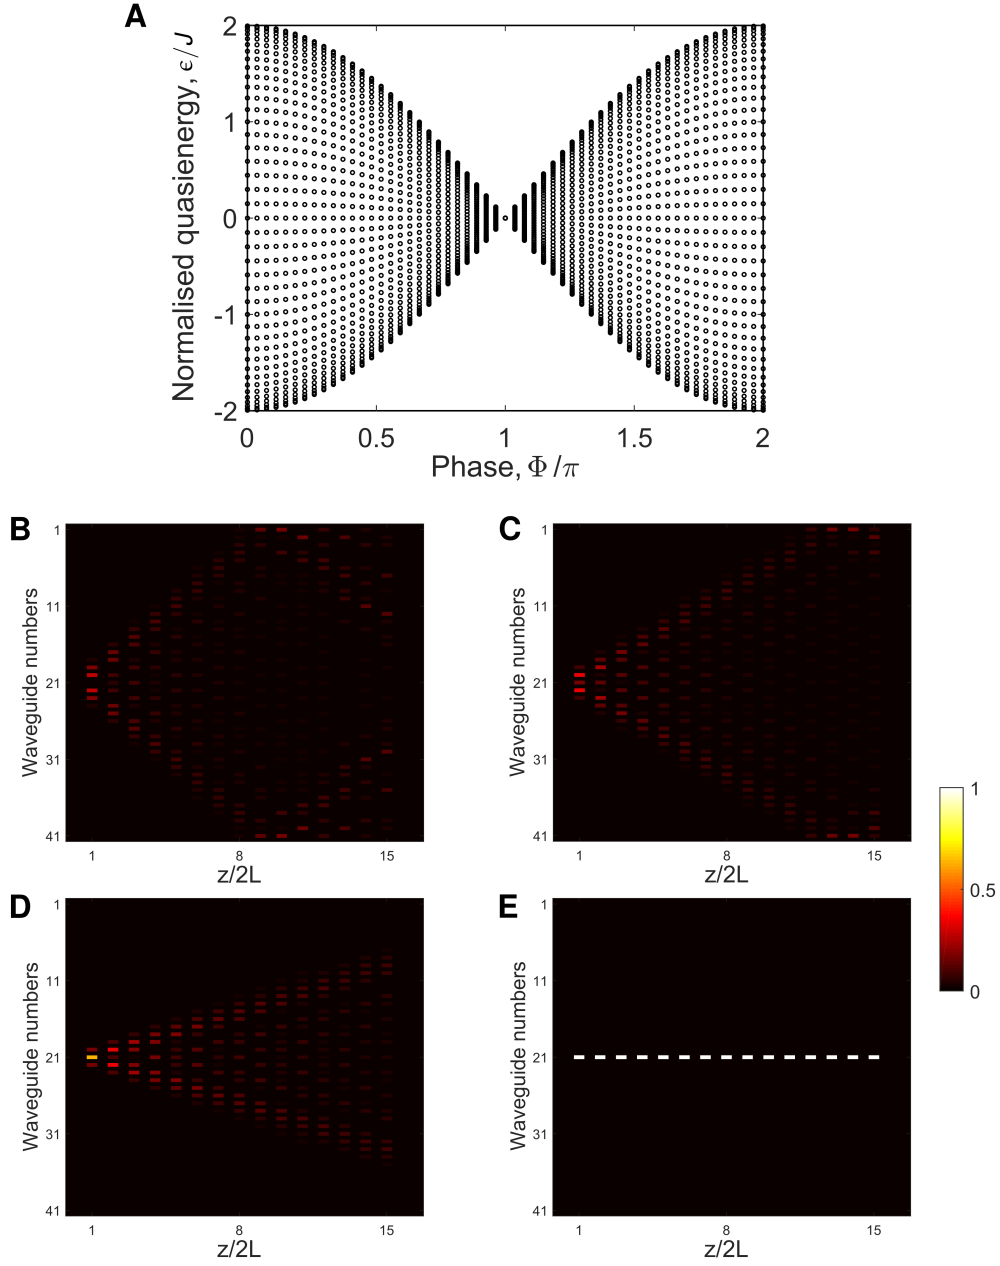 A
Normalised quasienergy, ϵ/J
2
1
0
-1
-2
0 0.5 1 1.5 2
Phase, Φ/π
B
Waveguide numbers
1
11
21
31
41
1 8 15
z/2L
C
Waveguide numbers
1
11
21
31
41
1 8 15
z/2L
D
Waveguide numbers
1
11
21
31
41
1 8 15
z/2L
E
Waveguide numbers
1
11
21
31
41
1 8 15
z/2L
1
0.5
0